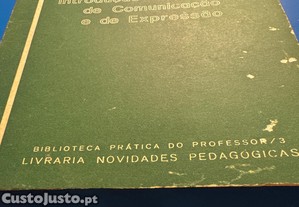 de Comunicação
e de Expressão
BIBLIOTECA PRÁTICA DO PROFESSOR/3
LIVRARIA NOVIDADES PEDAGÓGICAS
CustoJusto.pt